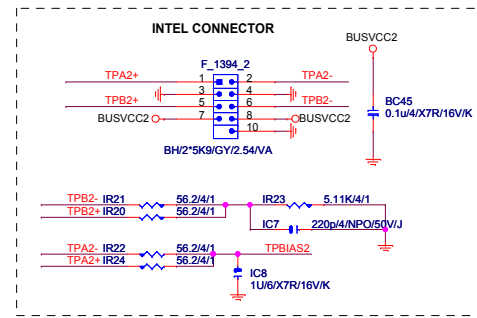 INTEL CONNECTOR
BUSVCC2
F_1394_2
TPA2+ 1 2 TPA2-
3 4
TPB2+ 5 6 TPB2-
BUSVCC2 7 8 BUSVCC2
10
BC45
0.1u/4/X7R/16V/K
BH/2*5K9/GY/2.54/VA
TPB2- IR21 56.2/4/1 IR23 5.11K/4/1
TPB2+ IR20 56.2/4/1
IC7 220p/4/NPO/50V/J
TPA2- IR22 56.2/4/1 TPBIAS2
TPA2+ IR24 56.2/4/1
IC8
1U/6/X7R/16V/K